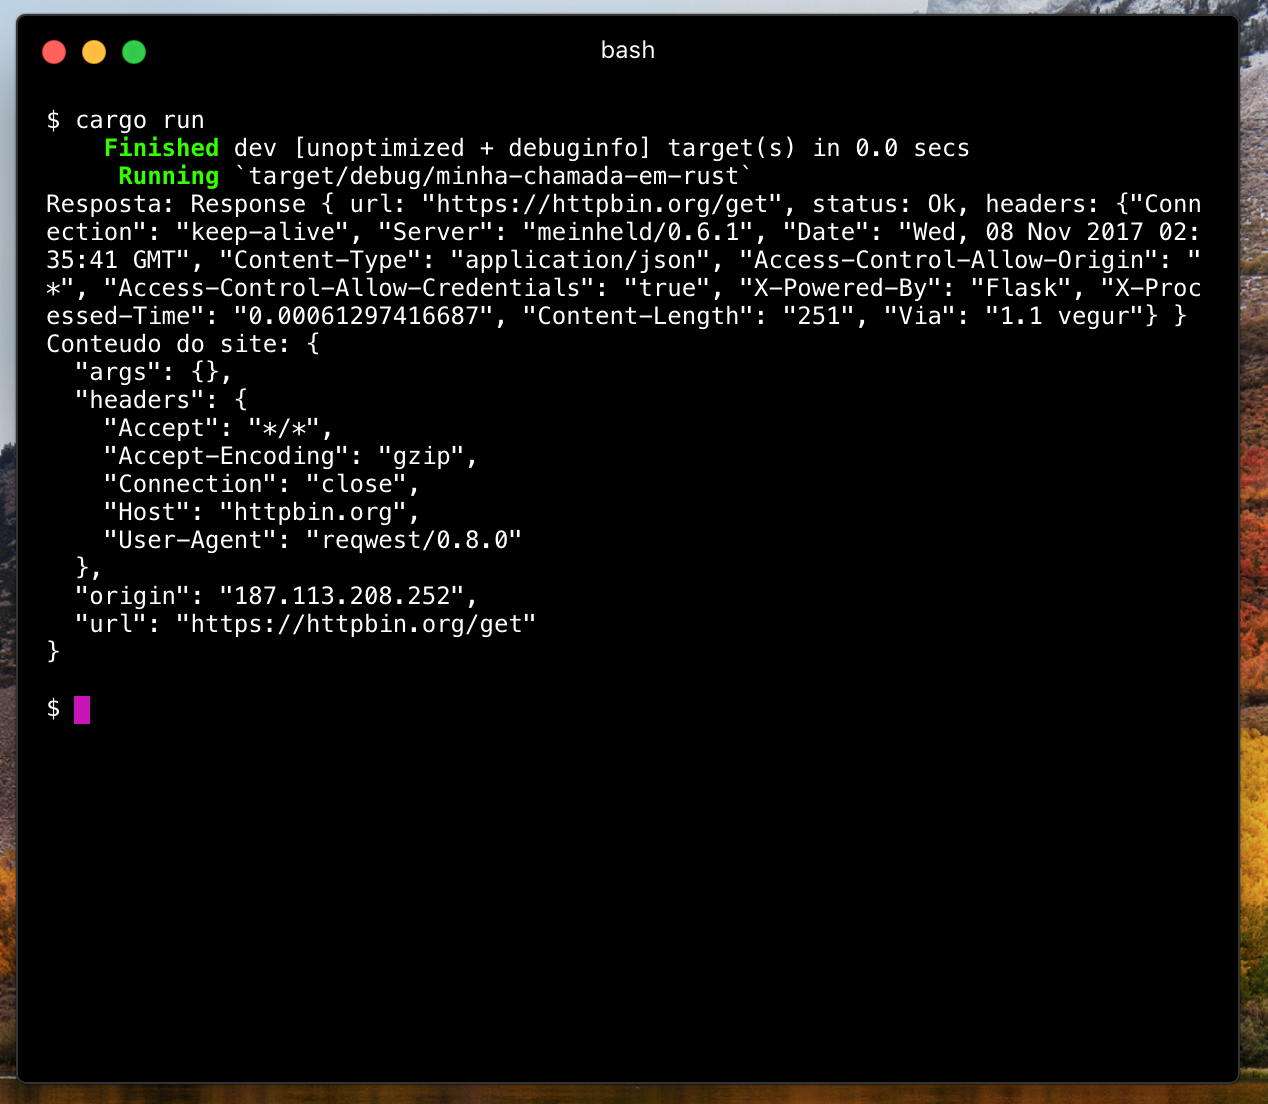 bash
$ cargo run
    Finished dev [unoptimized + debuginfo] target(s) in 0.0 secs
     Running `target/debug/minha-chamada-em-rust`
Resposta: Response { url: "https://httpbin.org/get", status: Ok, headers: {"Conn
ection": "keep-alive", "Server": "meinheld/0.6.1", "Date": "Wed, 08 Nov 2017 02:
35:41 GMT", "Content-Type": "application/json", "Access-Control-Allow-Origin": "
*", "Access-Control-Allow-Credentials": "true", "X-Powered-By": "Flask", "X-Proc
essed-Time": "0.00061297416687", "Content-Length": "251", "Via": "1.1 vegur"} }
Conteudo do site: {
  "args": {},
  "headers": {
    "Accept": "*/*",
    "Accept-Encoding": "gzip",
    "Connection": "close",
    "Host": "httpbin.org",
    "User-Agent": "reqwest/0.8.0"
  },
  "origin": "187.113.208.252",
  "url": "https://httpbin.org/get"
}
$